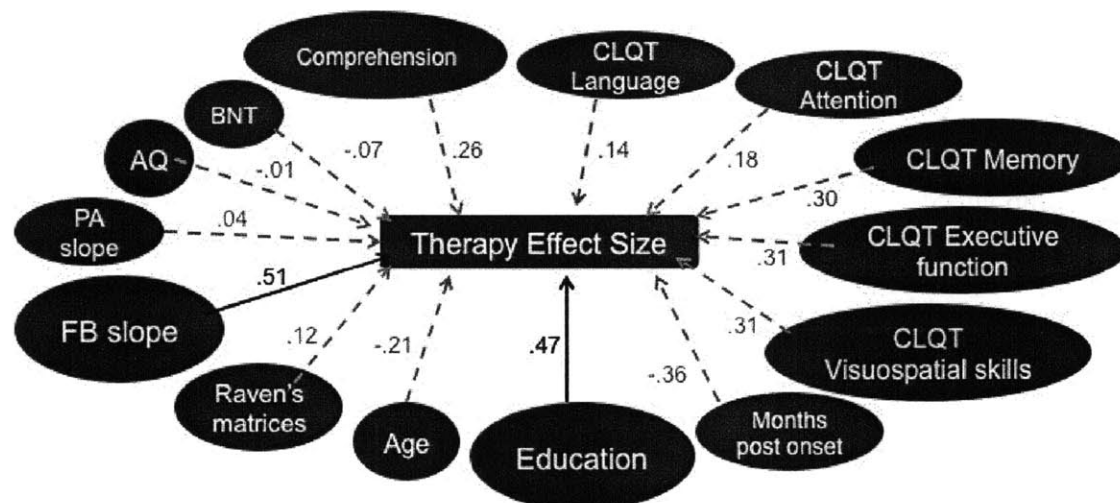 Comprehension
CLQT
Language
CLQT
Attention
BNT
AQ
-.01
-.07
.26
.14
.18
CLQT Memory
.30
PA
slope
.04
Therapy Effect Size
CLQT Executive
function
.31
FB slope
.51
CLQT
Visuospatial skills
.31
Raven's
matrices
.12
Age
-.21
Education
.47
Months
post onset
-.36